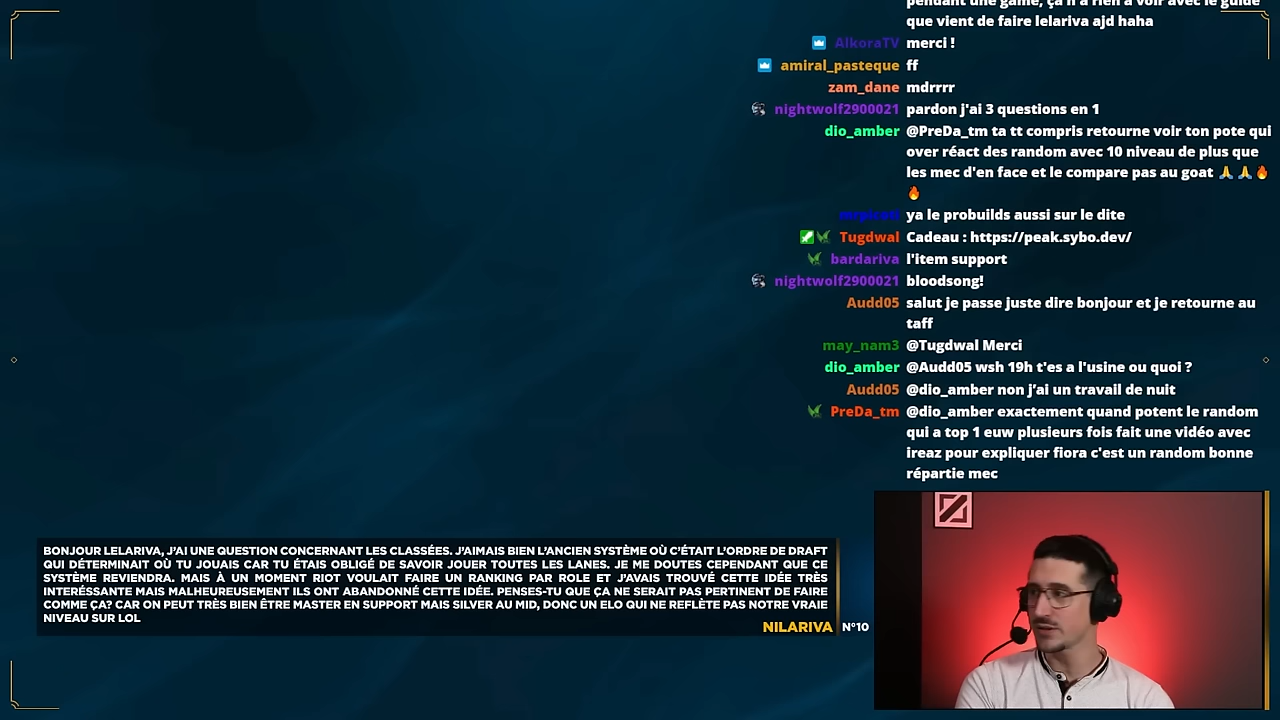 pendant une game, ça n'a rien à voir avec le guide
que vient de faire lelariva ajd haha
AlkoraTV merci !
amiral_pasteque ff
zam_dane mdrrrr
nightwolf2900021 pardon j'ai 3 questions en 1
dio_amber @PreDa_tm ta tt compris retourne voir ton pote qui
over réact des random avec 10 niveau de plus que
les mec d'en face et le compare pas au goat 🙏 🙏🔥
🔥
ya le probuilds aussi sur le dite
Tugdwal Cadeau : https://peak.sybo.dev/
bardariva l'item support
nightwolf2900021 bloodsong!
Audd05 salut je passe juste dire bonjour et je retourne au
taff
may_nam3 @Tugdwal Merci
dio_amber @Audd05 wsh 19h t'es a l'usine ou quoi ?
Audd05 @dio_amber non j'ai un travail de nuit
PreDa_tm @dio_amber exactement quand potent le random
qui a top 1 euw plusieurs fois fait une vidéo avec
ireaz pour expliquer fiora c'est un random bonne
répartie mec
BONJOUR LELARIVA, J'AI UNE QUESTION CONCERNANT LES CLASSÉES. J'AIMAIS BIEN L'ANCIEN SYSTÈME OÙ C'ÉTAIT L'ORDRE DE DRAFT
QUI DÉTERMINAIT OÙ TU JOUAIS CAR TU ÉTAIS OBLIGÉ DE SAVOIR JOUER TOUTES LES LANES. JE ME DOUTES CEPENDANT QUE CE
SYSTÈME REVIENDRA. MAIS À UN MOMENT RIOT VOULAIT FAIRE UN RANKING PAR ROLE ET J'AVAIS TROUVÉ CETTE IDÉE TRÈS
INTERÉSSANTE MAIS MALHEUREUSEMENT ILS ONT ABANDONNÉ CETTE IDÉE. PENSES-TU QUE ÇA NE SERAIT PAS PERTINENT DE FAIRE
COMME ÇA? CAR ON PEUT TRÈS BIEN ÊTRE MASTER EN SUPPORT MAIS SILVER AU MID, DONC UN ELO QUI NE REFLÈTE PAS NOTRE VRAIE
NIVEAU SUR LOL
NILARIVA N°10